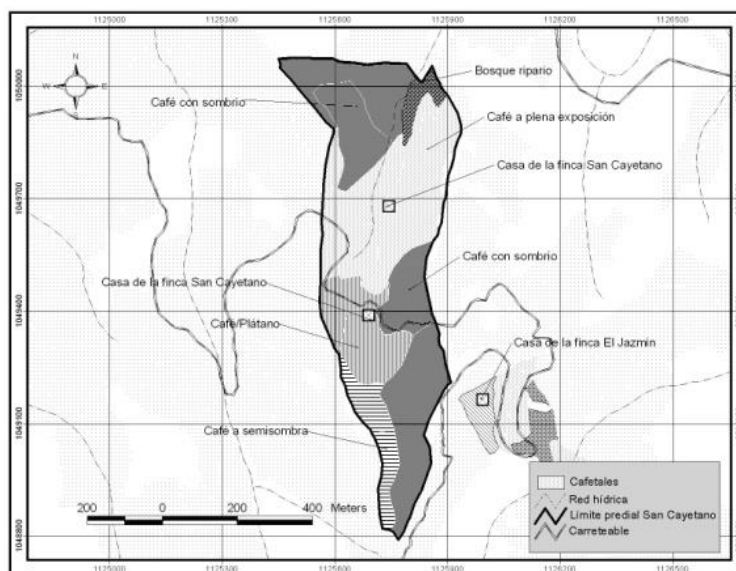 1125000 1125300 1125600 1125900 1126200 1126500
N
W E
S
1050000
Bosque ripario
Café con sombrio
Café a plena exposición
Casa de la finca San Cayetano
1049700
Café con sombrio
Casa de la finca San Cayetano
1049400
Café/Plátano
Casa de la finca El Jazmin
1049100
Café a semisombra
Cafetales
Red hídrica
Límite predial San Cayetano
Carreteable
200 0 200 400 Meters
1048800
1125000 1125300 1125600 1125900 1126200 1126500